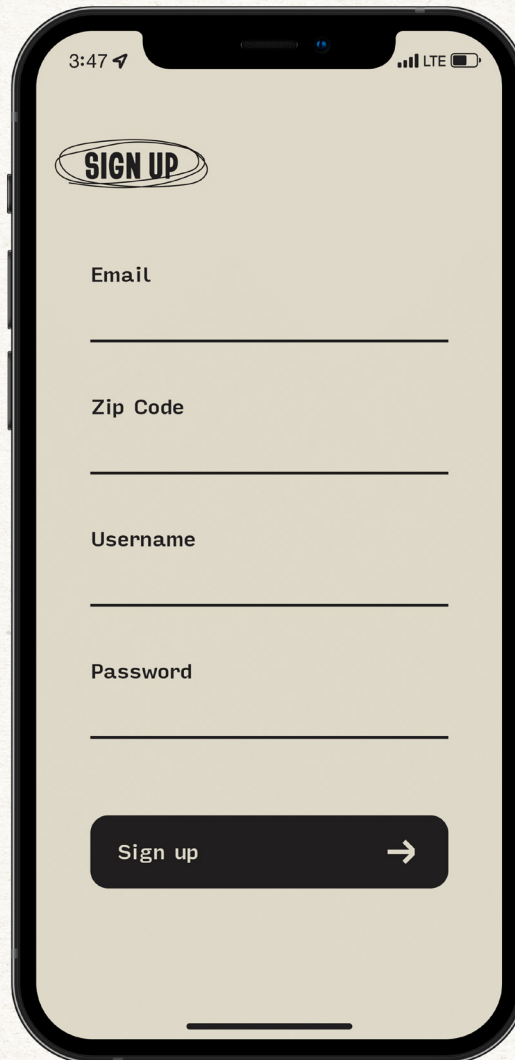 3:47 LTE
SIGN UP
Email
Zip Code
Username
Password
Sign up